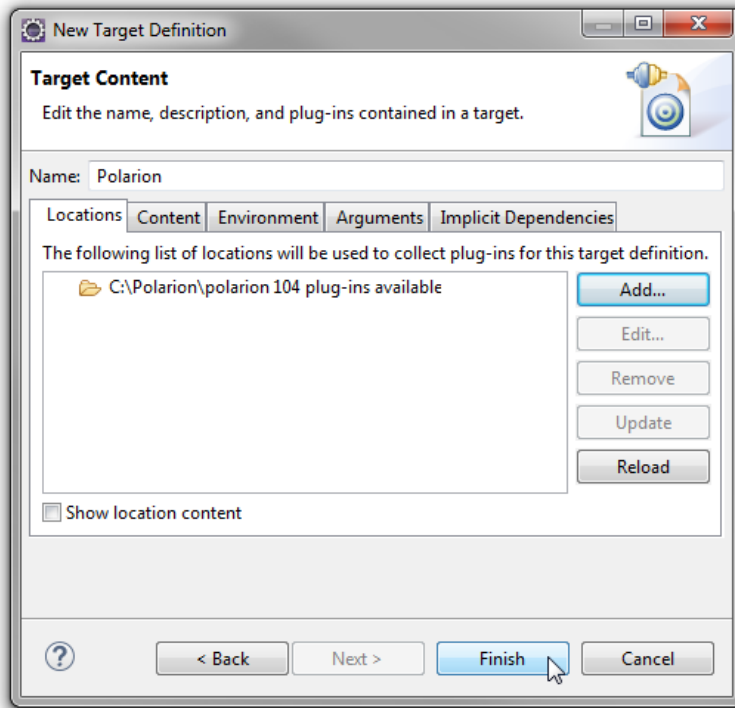 New Target Definition
Target Content
Edit the name, description, and plug-ins contained in a target.
Name: Polarion
Locations Content Environment Arguments Implicit Dependencies
The following list of locations will be used to collect plug-ins for this target definition.
C:\Polarion\polarion 104 plug-ins available
Add...
Edit...
Remove
Update
Reload
Show location content
? < Back Next > Finish Cancel